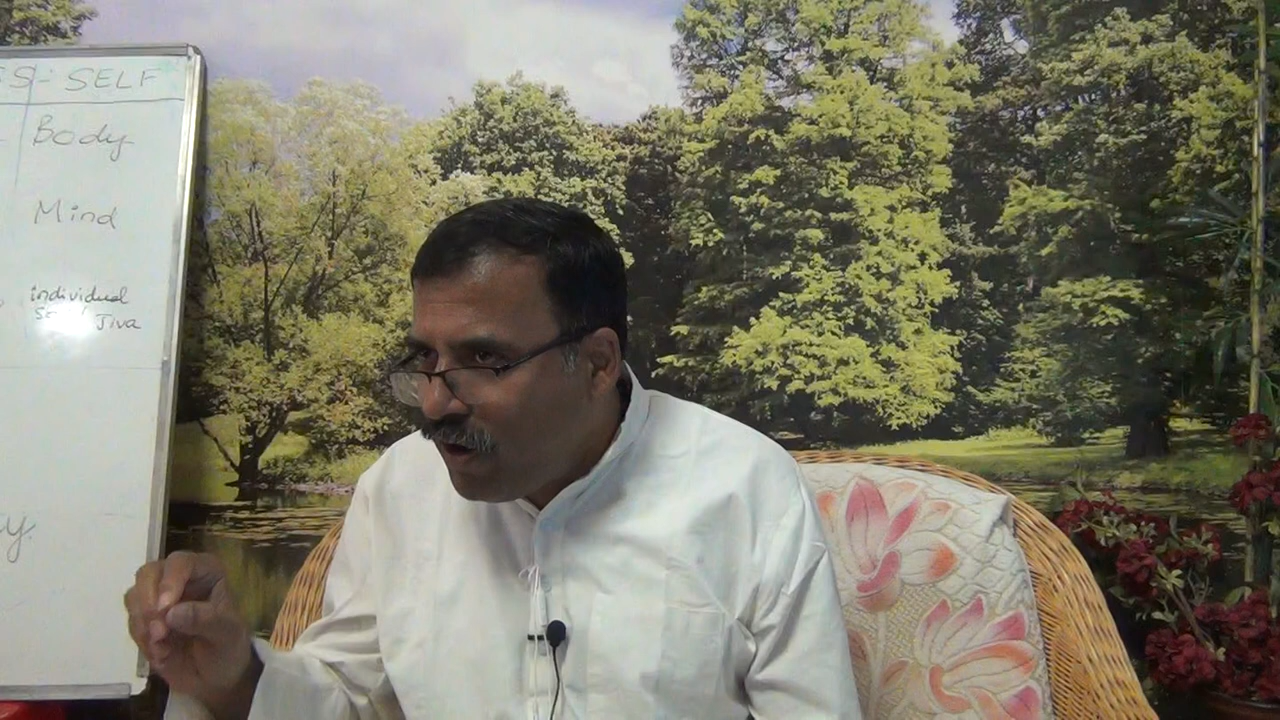 S - SELF
Body
Mind
individual
Jiva
y.